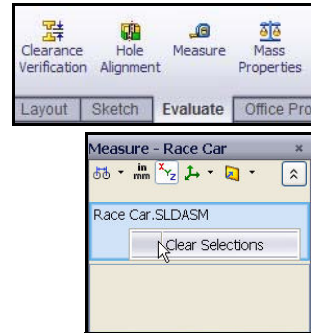 Clearance Verification
Hole Alignment
Measure
Mass Properties
Layout Sketch Evaluate Office Pro
Measure - Race Car
in
mm
XYZ
Race Car.SLDASM
Clear Selections